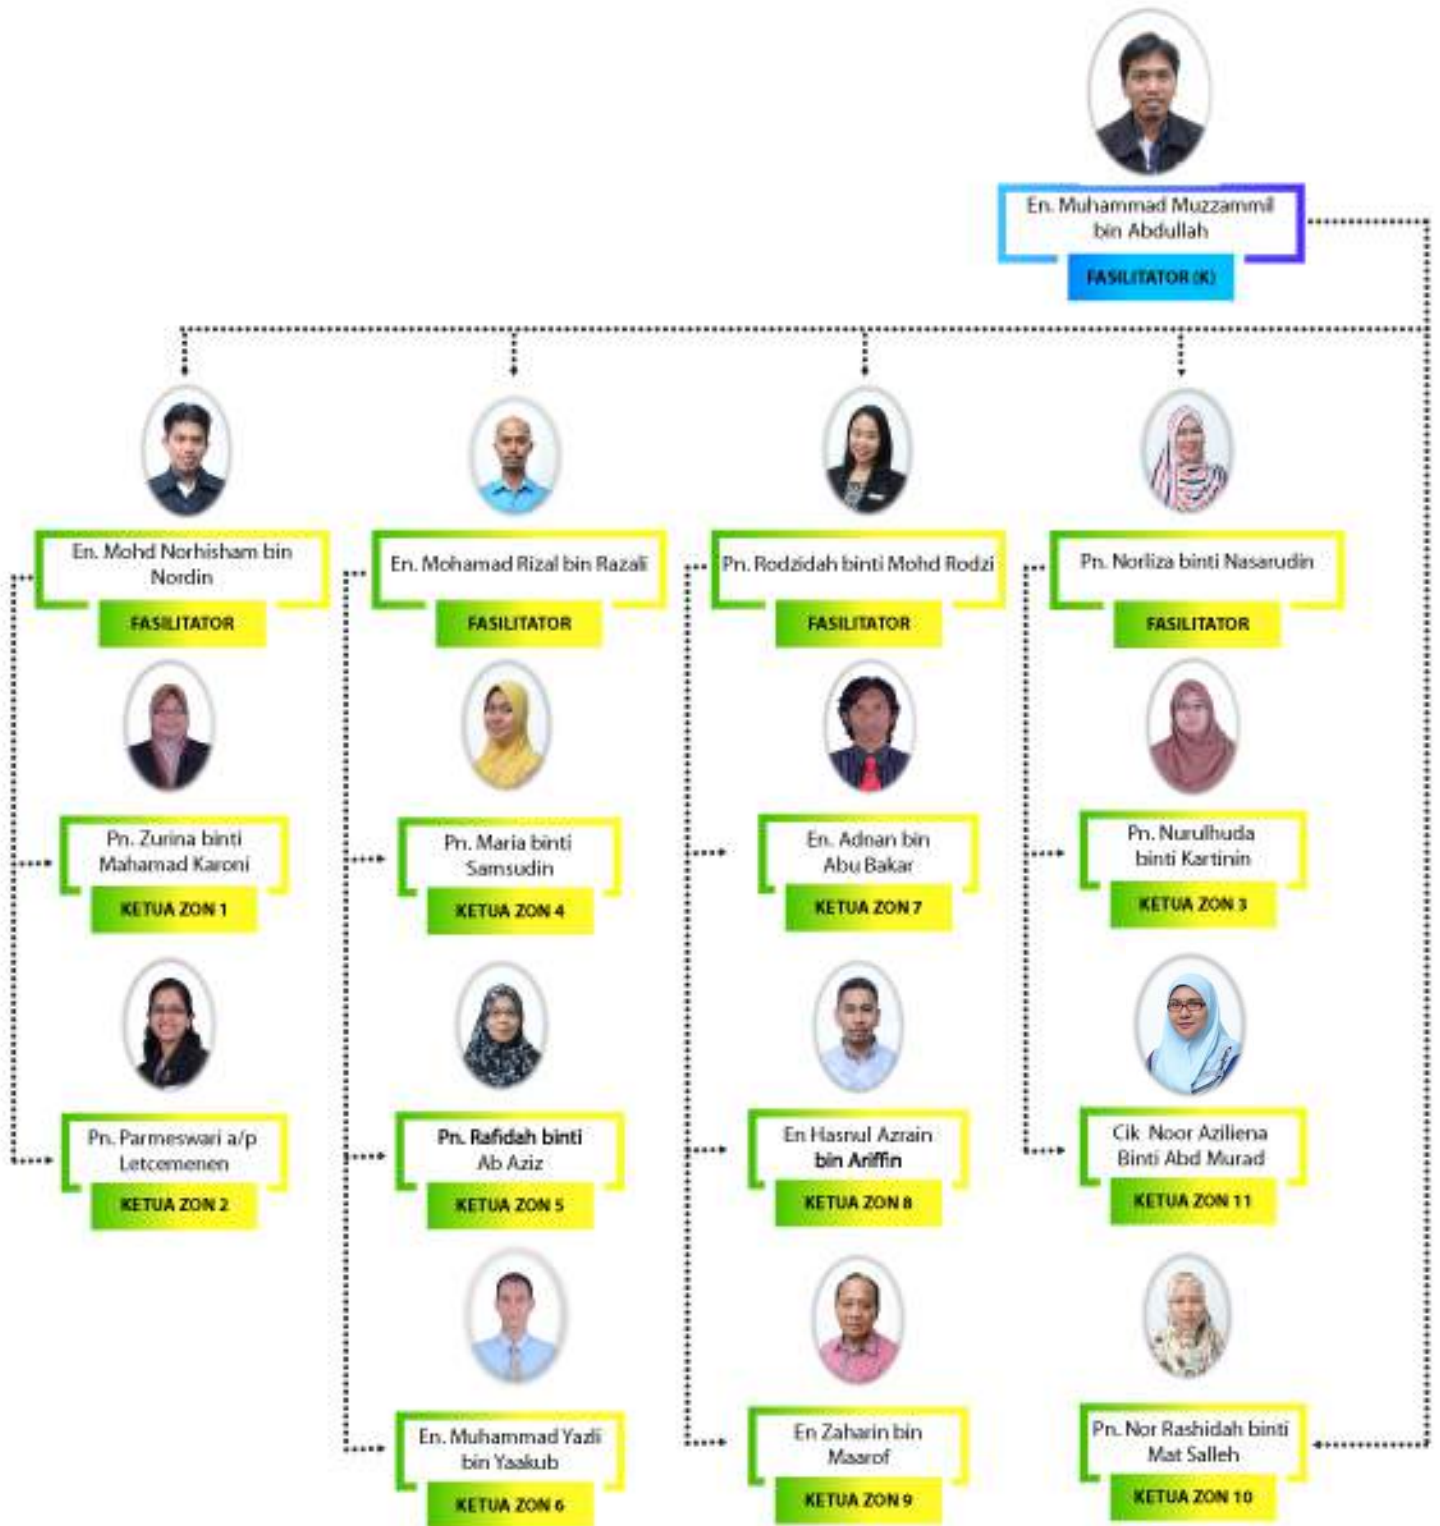 En. Muhammad Muzzammil
bin Abdullah
FASILITATOR (K)
En. Mohd Norhisham bin
Nordin
FASILITATOR
En. Mohamad Rizal bin Razali
FASILITATOR
Pn. Rodzidah binti Mohd Rodzi
FASILITATOR
Pn. Norliza binti Nasarudin
FASILITATOR
Pn. Zurina binti
Mahamad Karoni
KETUA ZON 1
Pn. Maria binti
Samsudin
KETUA ZON 4
En. Adnan bin
Abu Bakar
KETUA ZON 7
Pn. Nurulhuda
binti Kartinin
KETUA ZON 3
Pn. Parmeswari a/p
Letcemenen
KETUA ZON 2
Pn. Rafidah binti
Ab Aziz
KETUA ZON 5
En Hasnul Azrain
bin Ariffin
KETUA ZON 8
Cik Noor Aziliena
Binti Abd Murad
KETUA ZON 11
En. Muhammad Yazli
bin Yaakub
KETUA ZON 6
En Zaharin bin
Maarof
KETUA ZON 9
Pn. Nor Rashidah binti
Mat Salleh
KETUA ZON 10